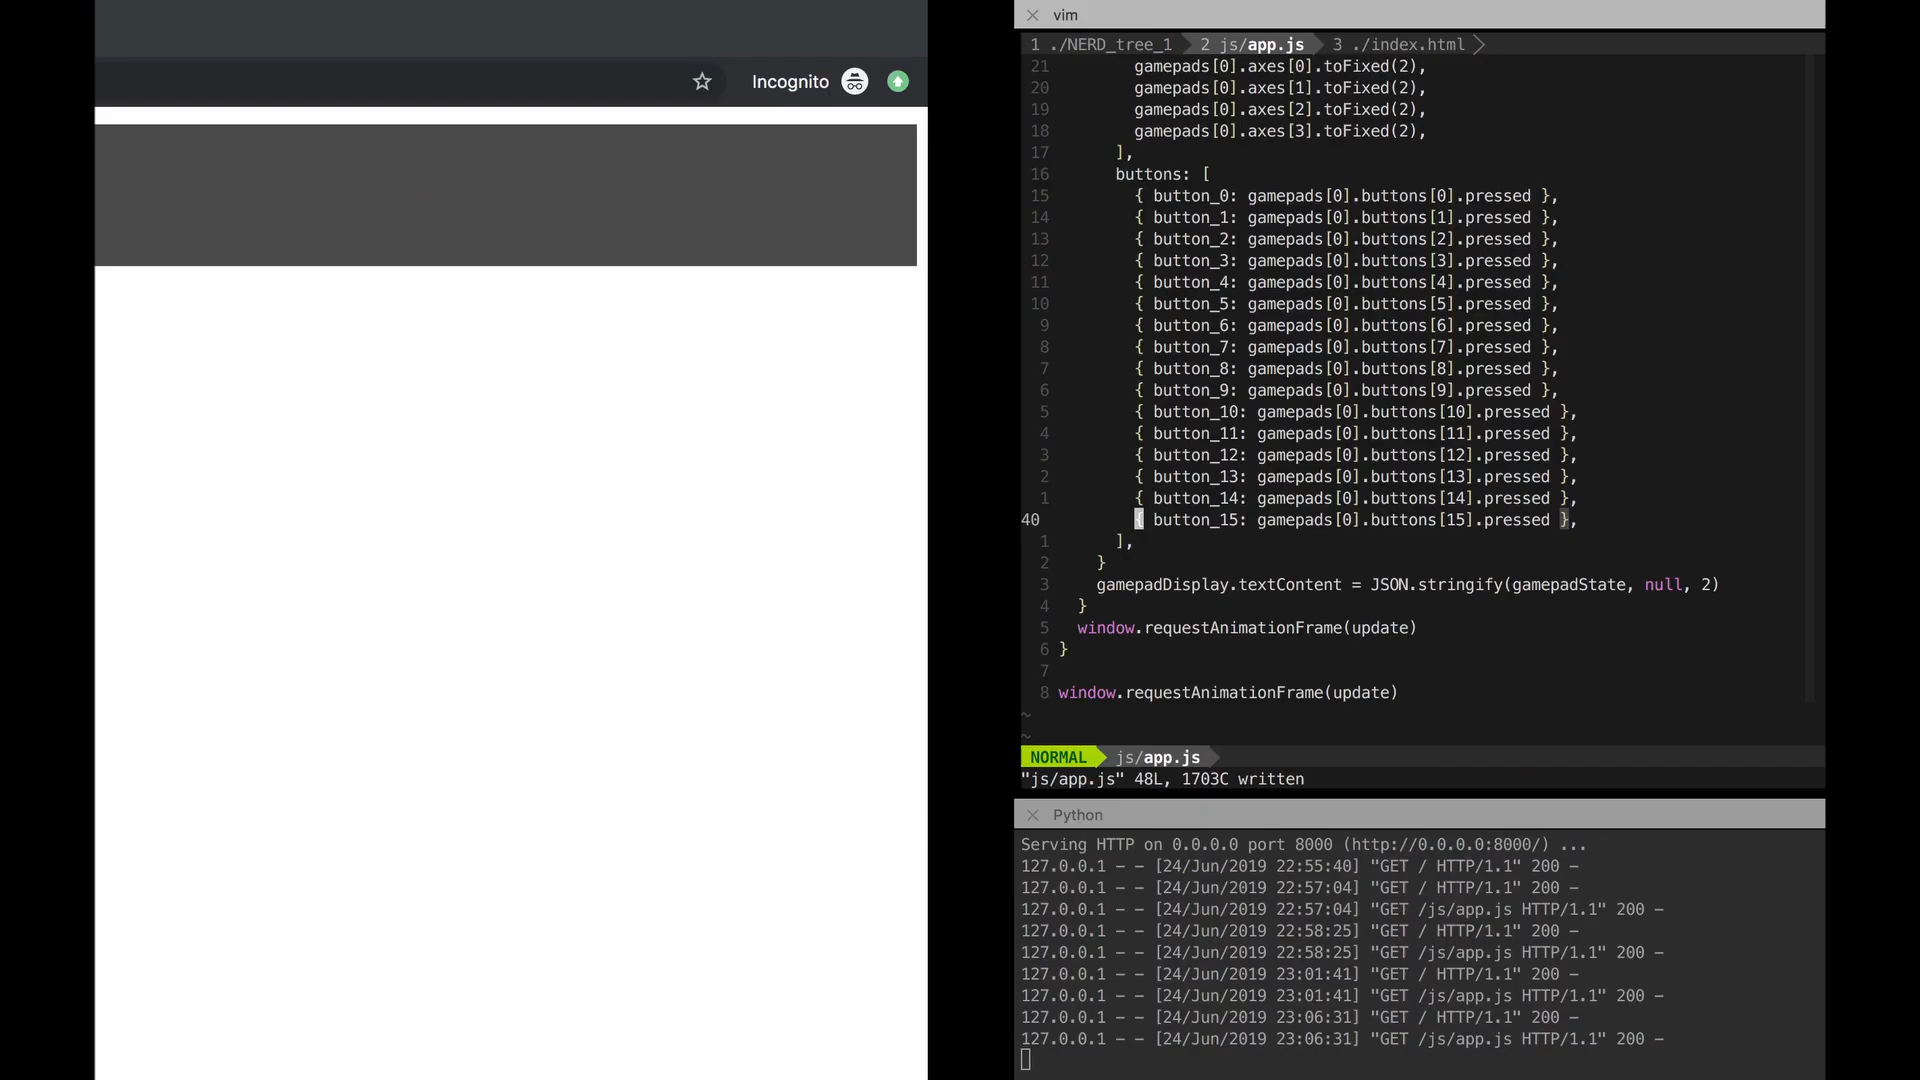 Incognito
vim
1 ./NERD_tree_1 2 js/app.js 3 ./index.html
21 gamepads[0].axes[0].toFixed(2),
20 gamepads[0].axes[1].toFixed(2),
19 gamepads[0].axes[2].toFixed(2),
18 gamepads[0].axes[3].toFixed(2),
17 ],
16 buttons: [
15 { button_0: gamepads[0].buttons[0].pressed },
14 { button_1: gamepads[0].buttons[1].pressed },
13 { button_2: gamepads[0].buttons[2].pressed },
12 { button_3: gamepads[0].buttons[3].pressed },
11 { button_4: gamepads[0].buttons[4].pressed },
10 { button_5: gamepads[0].buttons[5].pressed },
9 { button_6: gamepads[0].buttons[6].pressed },
8 { button_7: gamepads[0].buttons[7].pressed },
7 { button_8: gamepads[0].buttons[8].pressed },
6 { button_9: gamepads[0].buttons[9].pressed },
5 { button_10: gamepads[0].buttons[10].pressed },
4 { button_11: gamepads[0].buttons[11].pressed },
3 { button_12: gamepads[0].buttons[12].pressed },
2 { button_13: gamepads[0].buttons[13].pressed },
1 { button_14: gamepads[0].buttons[14].pressed },
40 { button_15: gamepads[0].buttons[15].pressed },
1 ],
2 }
3 gamepadDisplay.textContent = JSON.stringify(gamepadState, null, 2)
4 }
5 window.requestAnimationFrame(update)
6 }
7
8 window.requestAnimationFrame(update)
~
~
NORMAL js/app.js
"js/app.js" 48L, 1703C written
Python
Serving HTTP on 0.0.0.0 port 8000 (http://0.0.0.0:8000/) ...
127.0.0.1 - - [24/Jun/2019 22:55:40] "GET / HTTP/1.1" 200 -
127.0.0.1 - - [24/Jun/2019 22:57:04] "GET / HTTP/1.1" 200 -
127.0.0.1 - - [24/Jun/2019 22:57:04] "GET /js/app.js HTTP/1.1" 200 -
127.0.0.1 - - [24/Jun/2019 22:58:25] "GET / HTTP/1.1" 200 -
127.0.0.1 - - [24/Jun/2019 22:58:25] "GET /js/app.js HTTP/1.1" 200 -
127.0.0.1 - - [24/Jun/2019 23:01:41] "GET / HTTP/1.1" 200 -
127.0.0.1 - - [24/Jun/2019 23:01:41] "GET /js/app.js HTTP/1.1" 200 -
127.0.0.1 - - [24/Jun/2019 23:06:31] "GET / HTTP/1.1" 200 -
127.0.0.1 - - [24/Jun/2019 23:06:31] "GET /js/app.js HTTP/1.1" 200 -